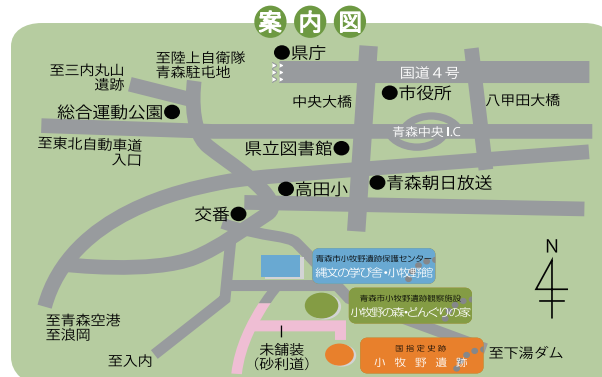 案内図
県庁
至陸上自衛隊
青森駐屯地
至三内丸山
遺跡
国道4号
中央大橋
市役所
八甲田大橋
総合運動公園
青森中央I.C
至東北自動車道
入口
県立図書館
高田小
青森朝日放送
交番
N
青森市小牧野遺跡保護センター
縄文の学び舎・小牧野館
青森市小牧野遺跡観察施設
小牧野の森・どんぐりの家
至青森空港
至浪岡
至入内
未舗装
（砂利道）
国指定史跡
小牧野遺跡
至下湯ダム